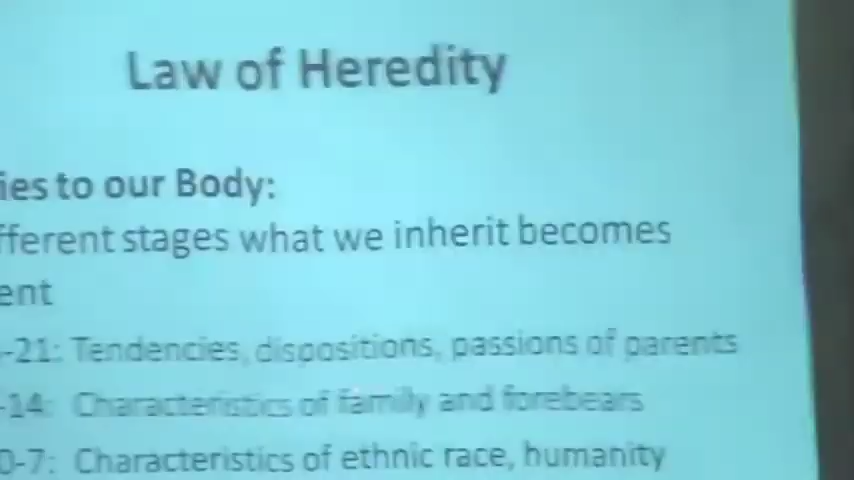 Law of Heredity
ies to our Body:
fferent stages what we inherit becomes
ent
-21: Tendencies, dispositions, passions of parents
-14: Characteristics of family and forebears
0-7: Characteristics of ethnic race, humanity